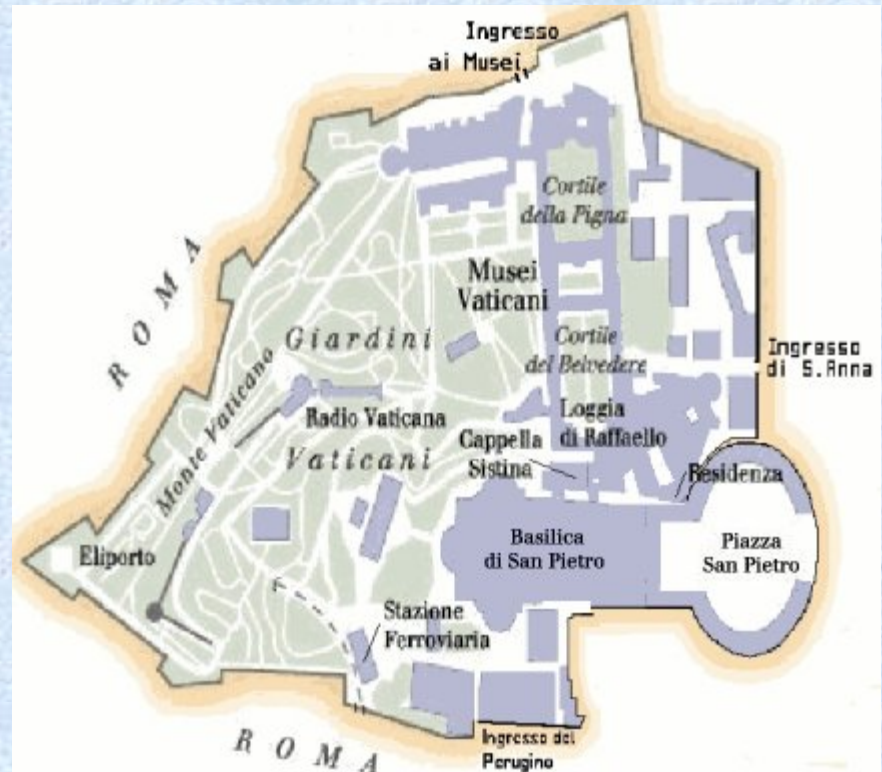 Ingresso
ai Musei
Cortile
della Pigna
Musei
Vaticani
ROMA
Giardini
Cortile
del Belvedere
Ingresso
di S.Anna
Monte Vaticano
Radio Vaticana
Loggia
di Raffaello
Cappella
Sistina
Vaticani
Residenza
Basilica
di San Pietro
Piazza
San Pietro
Eliporto
Stazione
Ferroviaria
ROMA
Ingresso del
Perugino